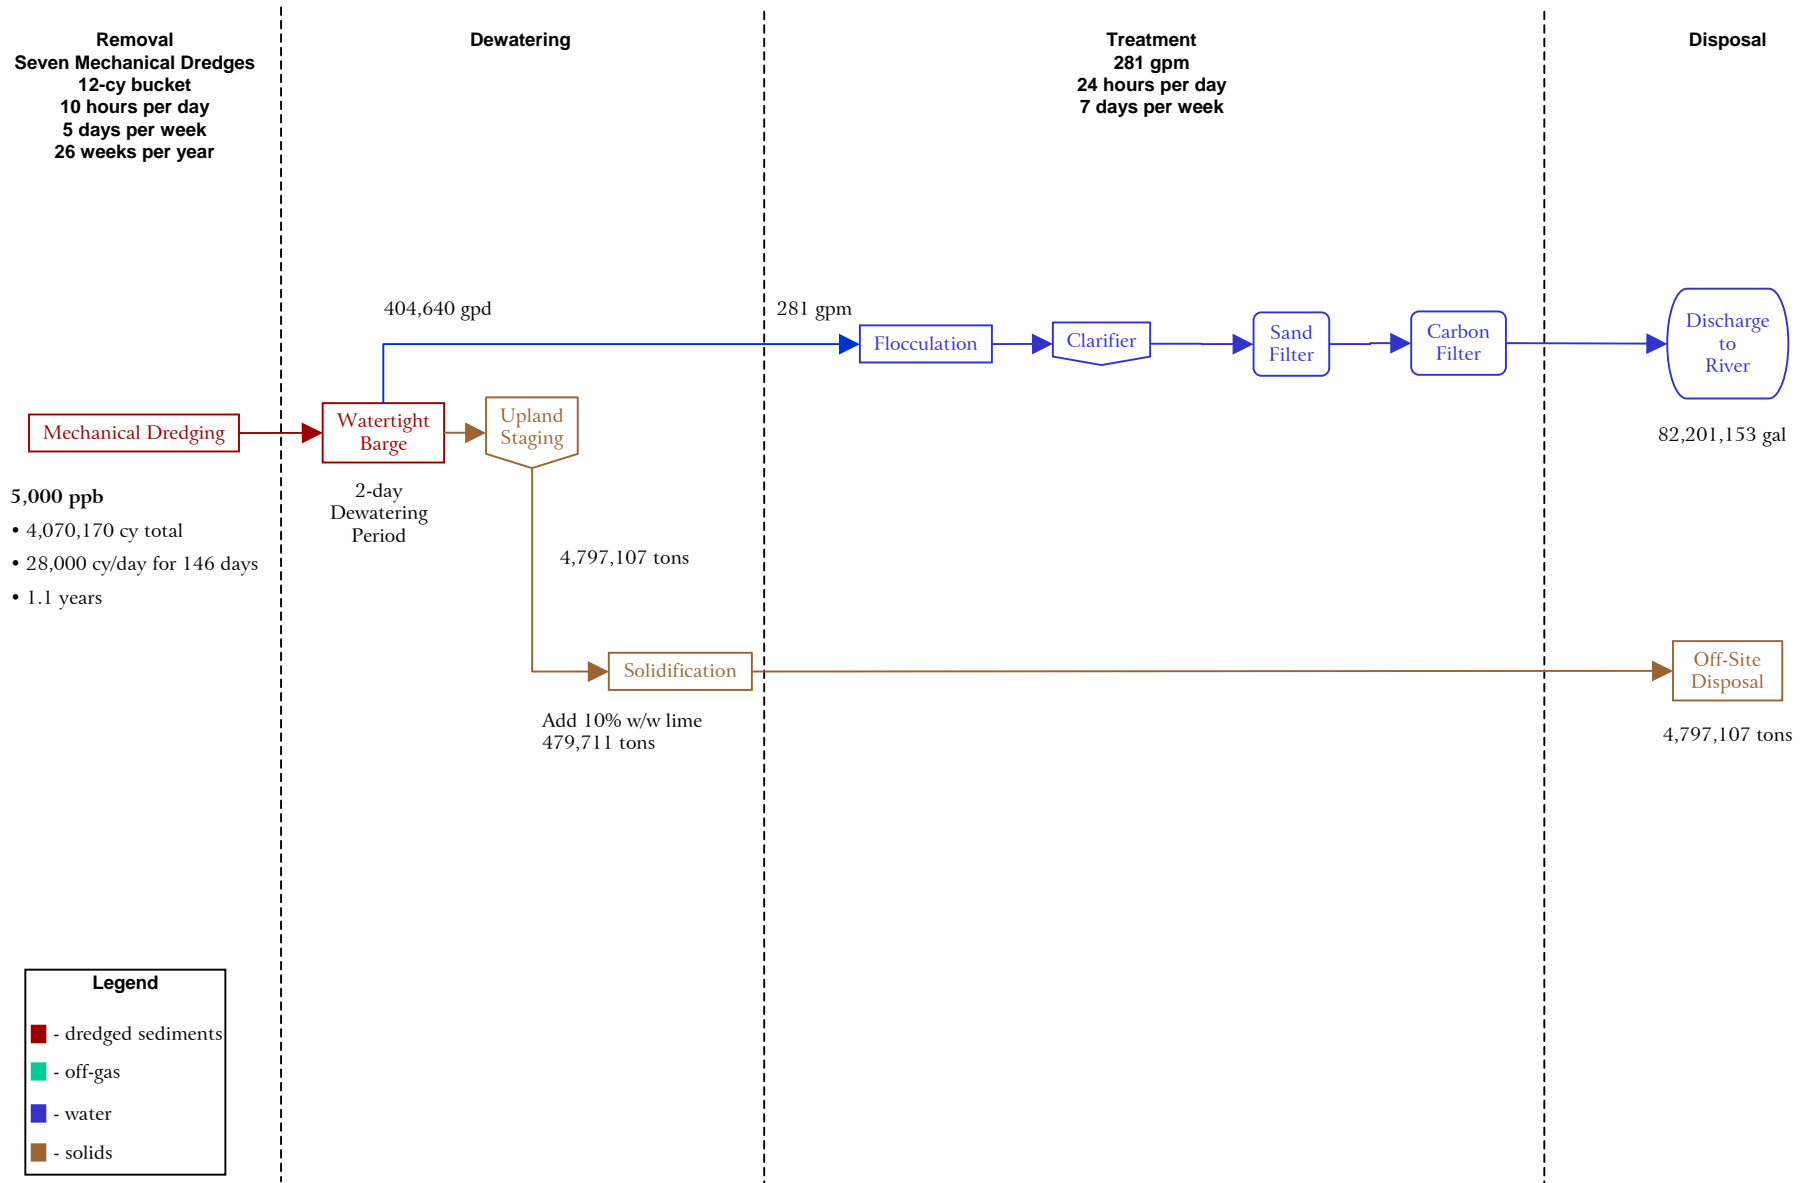 Removal
Seven Mechanical Dredges
12-cy bucket
10 hours per day
5 days per week
26 weeks per year
Dewatering
Treatment
281 gpm
24 hours per day
7 days per week
Disposal
404,640 gpd
281 gpm
Flocculation
Clarifier
Sand
Filter
Carbon
Filter
Discharge
to
River
82,201,153 gal
Mechanical Dredging
Watertight
Barge
Upland
Staging
5,000 ppb
• 4,070,170 cy total
• 28,000 cy/day for 146 days
• 1.1 years
2-day
Dewatering
Period
4,797,107 tons
Solidification
Add 10% w/w lime
479,711 tons
Off-Site
Disposal
4,797,107 tons
Legend
- dredged sediments
- off-gas
- water
- solids